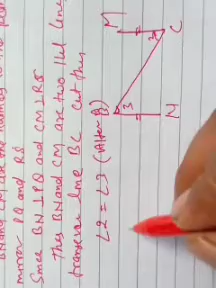 mirror PQ and RS
Since BN⊥PQ and CM⊥RS
Thus BN and CM are two ||el lines
transversal line BC cut them
∠2 = ∠3 (Alter
M
C
2
3
N